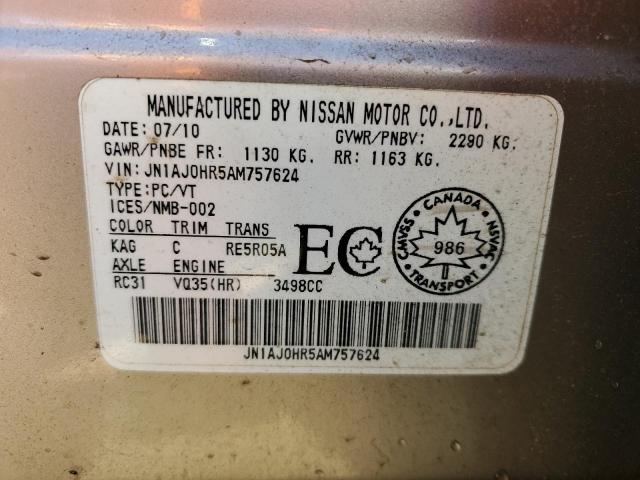 MANUFACTURED BY NISSAN MOTOR CO.,LTD.
DATE: 07/10 GVWR/PNBV: 2290 KG.
GAWR/PNBE FR: 1130 KG. RR: 1163 KG.
VIN: JN1AJ0HR5AM757624
TYPE: PC/VT
ICES/NMB-002
COLOR TRIM TRANS
KAG C RE5R05A
AXLE ENGINE
RC31 VQ35(HR) 3498CC
EC
CANADA
CMVSS NSVAC
986
TRANSPORT
JN1AJ0HR5AM757624